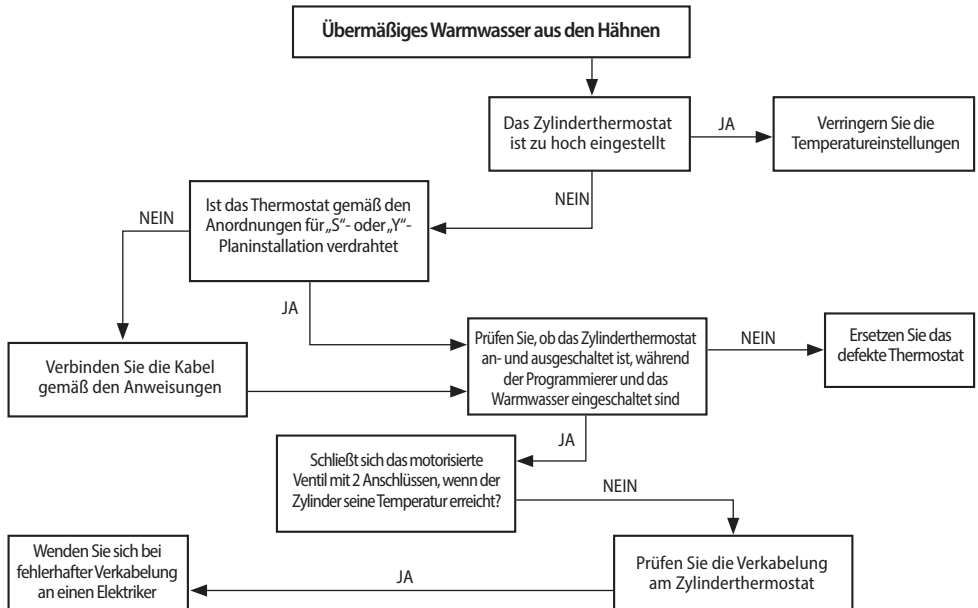 Übermäßiges Warmwasser aus den Hähnen
Das Zylinderthermostat
ist zu hoch eingestellt
JA
Verringern Sie die
Temperatureinstellungen
NEIN
Ist das Thermostat gemäß den
Anordnungen für „S“- oder „Y“-
Planinstallation verdrahtet
NEIN
JA
Verbinden Sie die Kabel
gemäß den Anweisungen
Prüfen Sie, ob das Zylinderthermostat
an- und ausgeschaltet ist, während
der Programmierer und das
Warmwasser eingeschaltet sind
NEIN
Ersetzen Sie das
defekte Thermostat
JA
Schließt sich das motorisierte
Ventil mit 2 Anschlüssen, wenn der
Zylinder seine Temperatur erreicht?
NEIN
Prüfen Sie die Verkabelung
am Zylinderthermostat
JA
Wenden Sie sich bei
fehlerhafter Verkabelung
an einen Elektriker